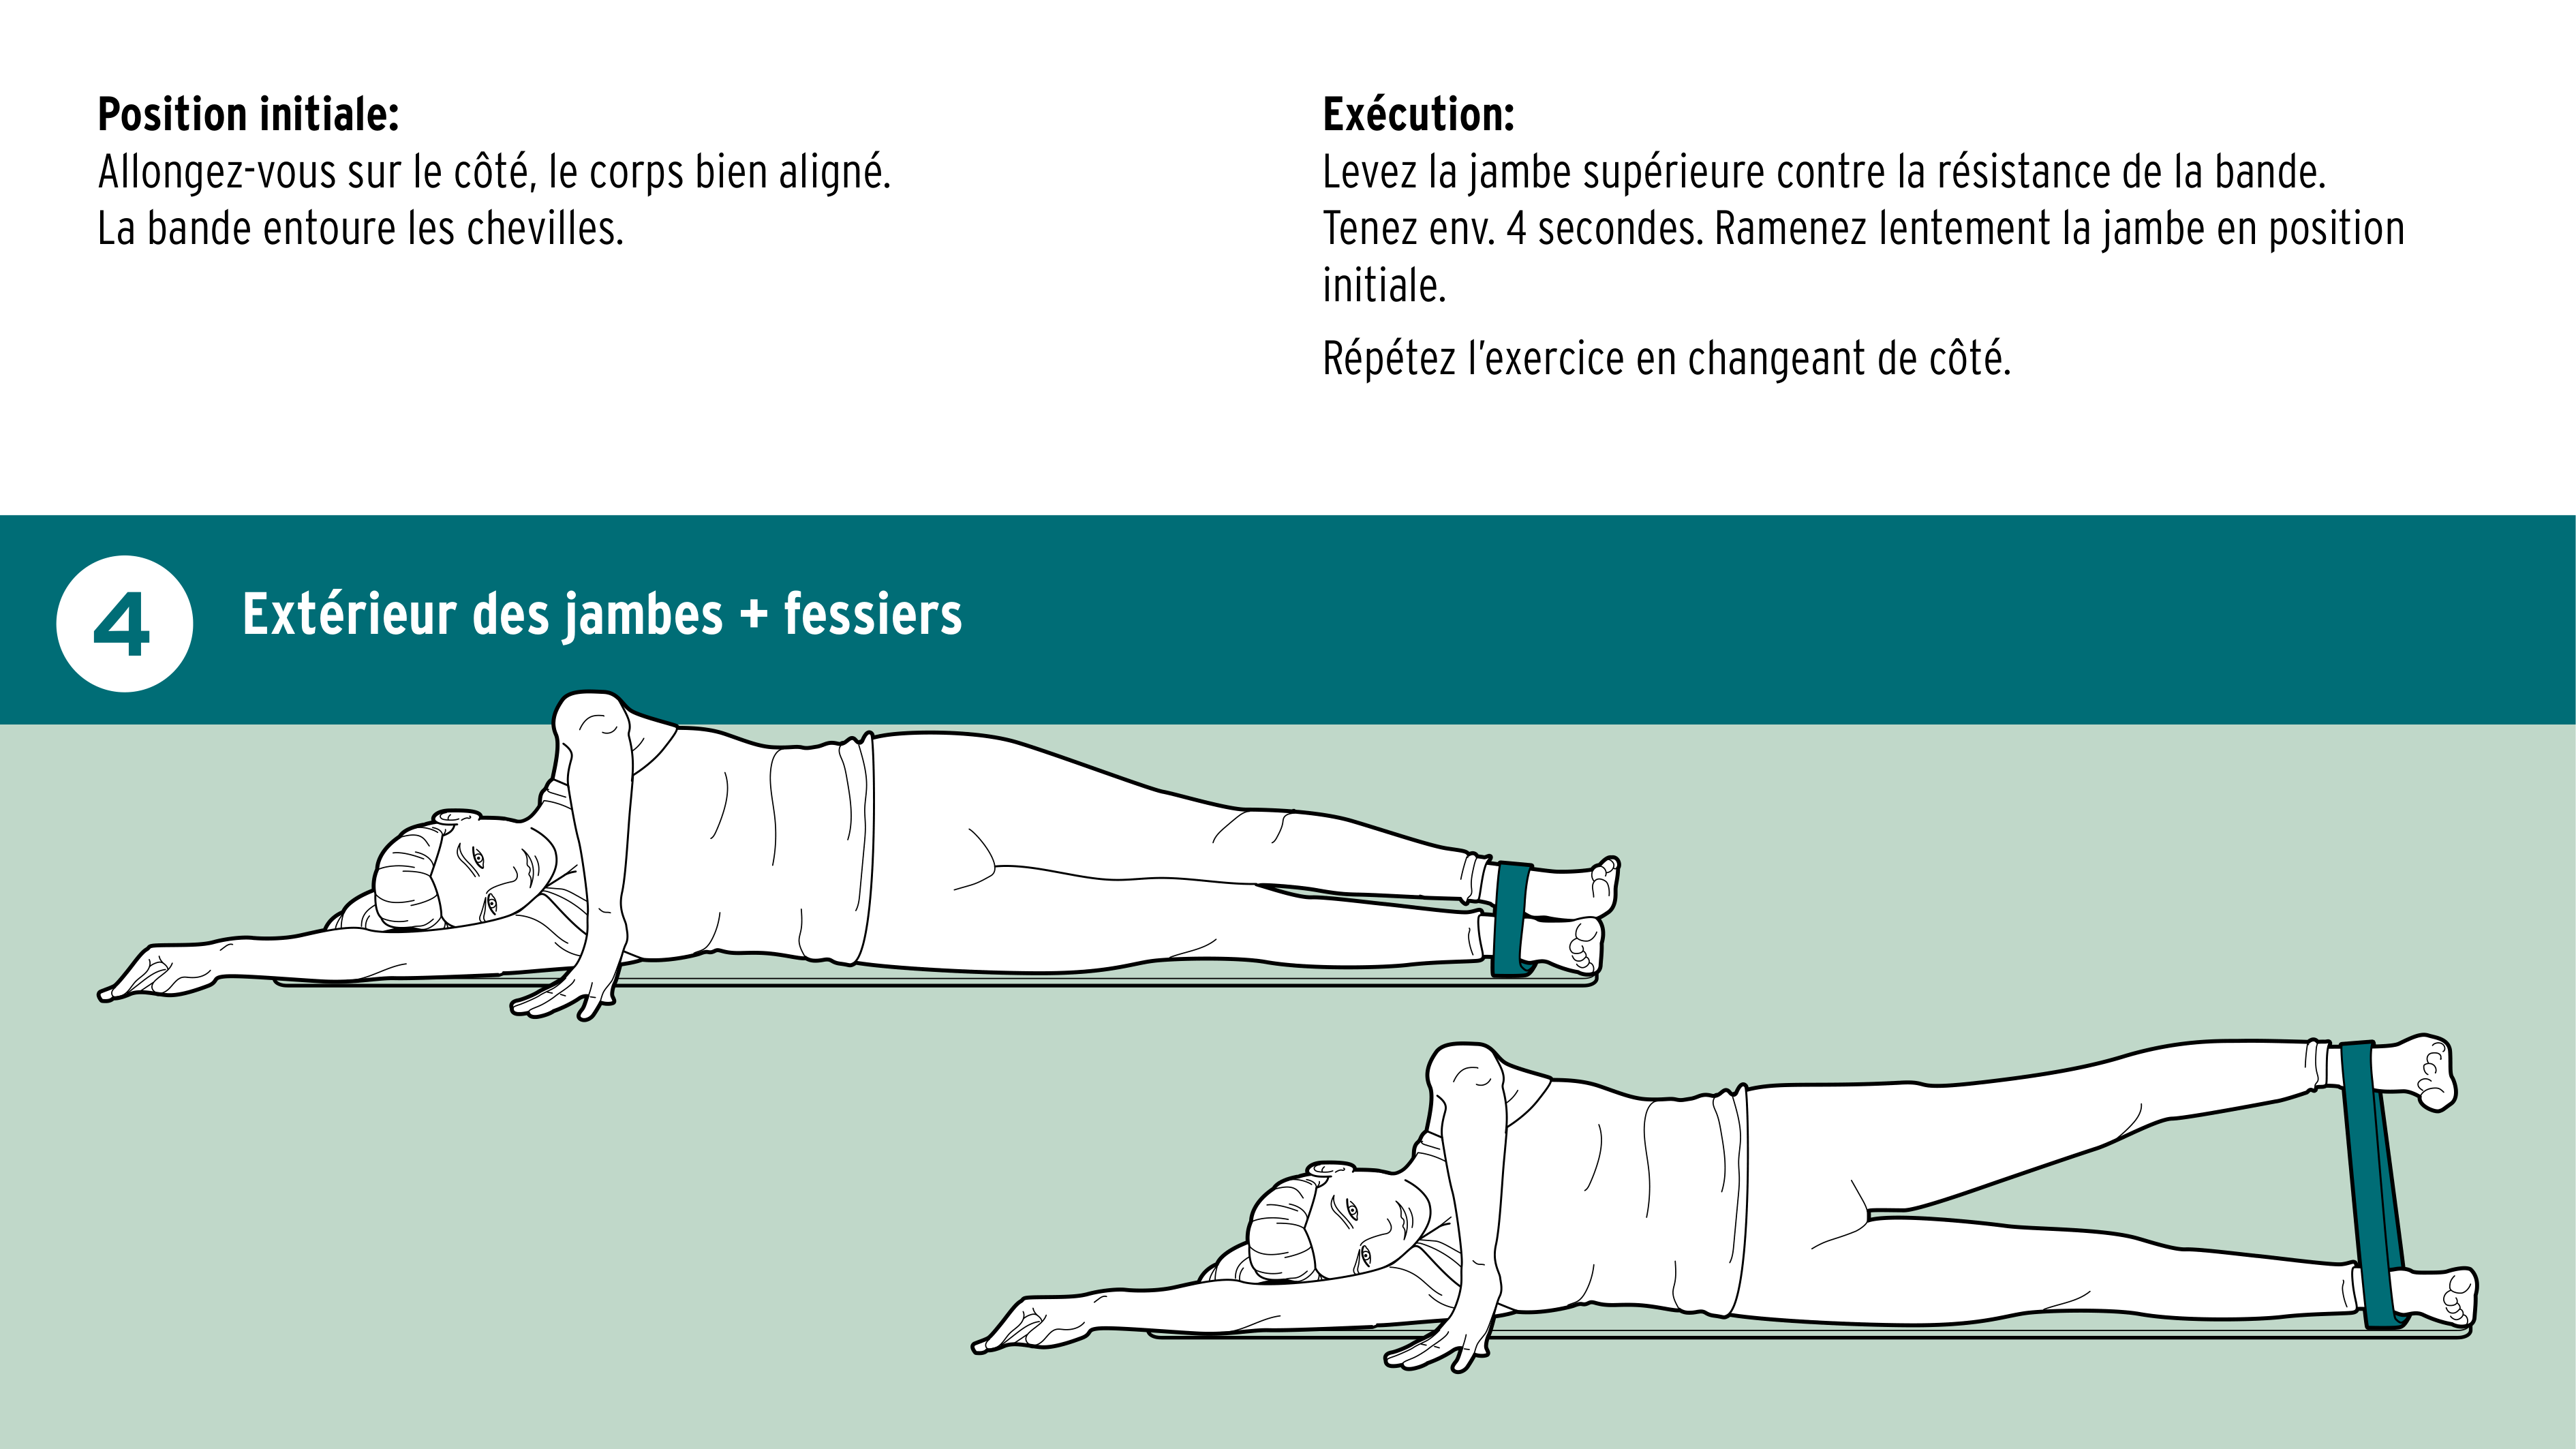 Position initiale:
Allongez-vous sur le côté, le corps bien aligné.
La bande entoure les chevilles.
Exécution:
Levez la jambe supérieure contre la résistance de la bande.
Tenez env. 4 secondes. Ramenez lentement la jambe en position
initiale.
Répétez l'exercice en changeant de côté.
4
Extérieur des jambes + fessiers